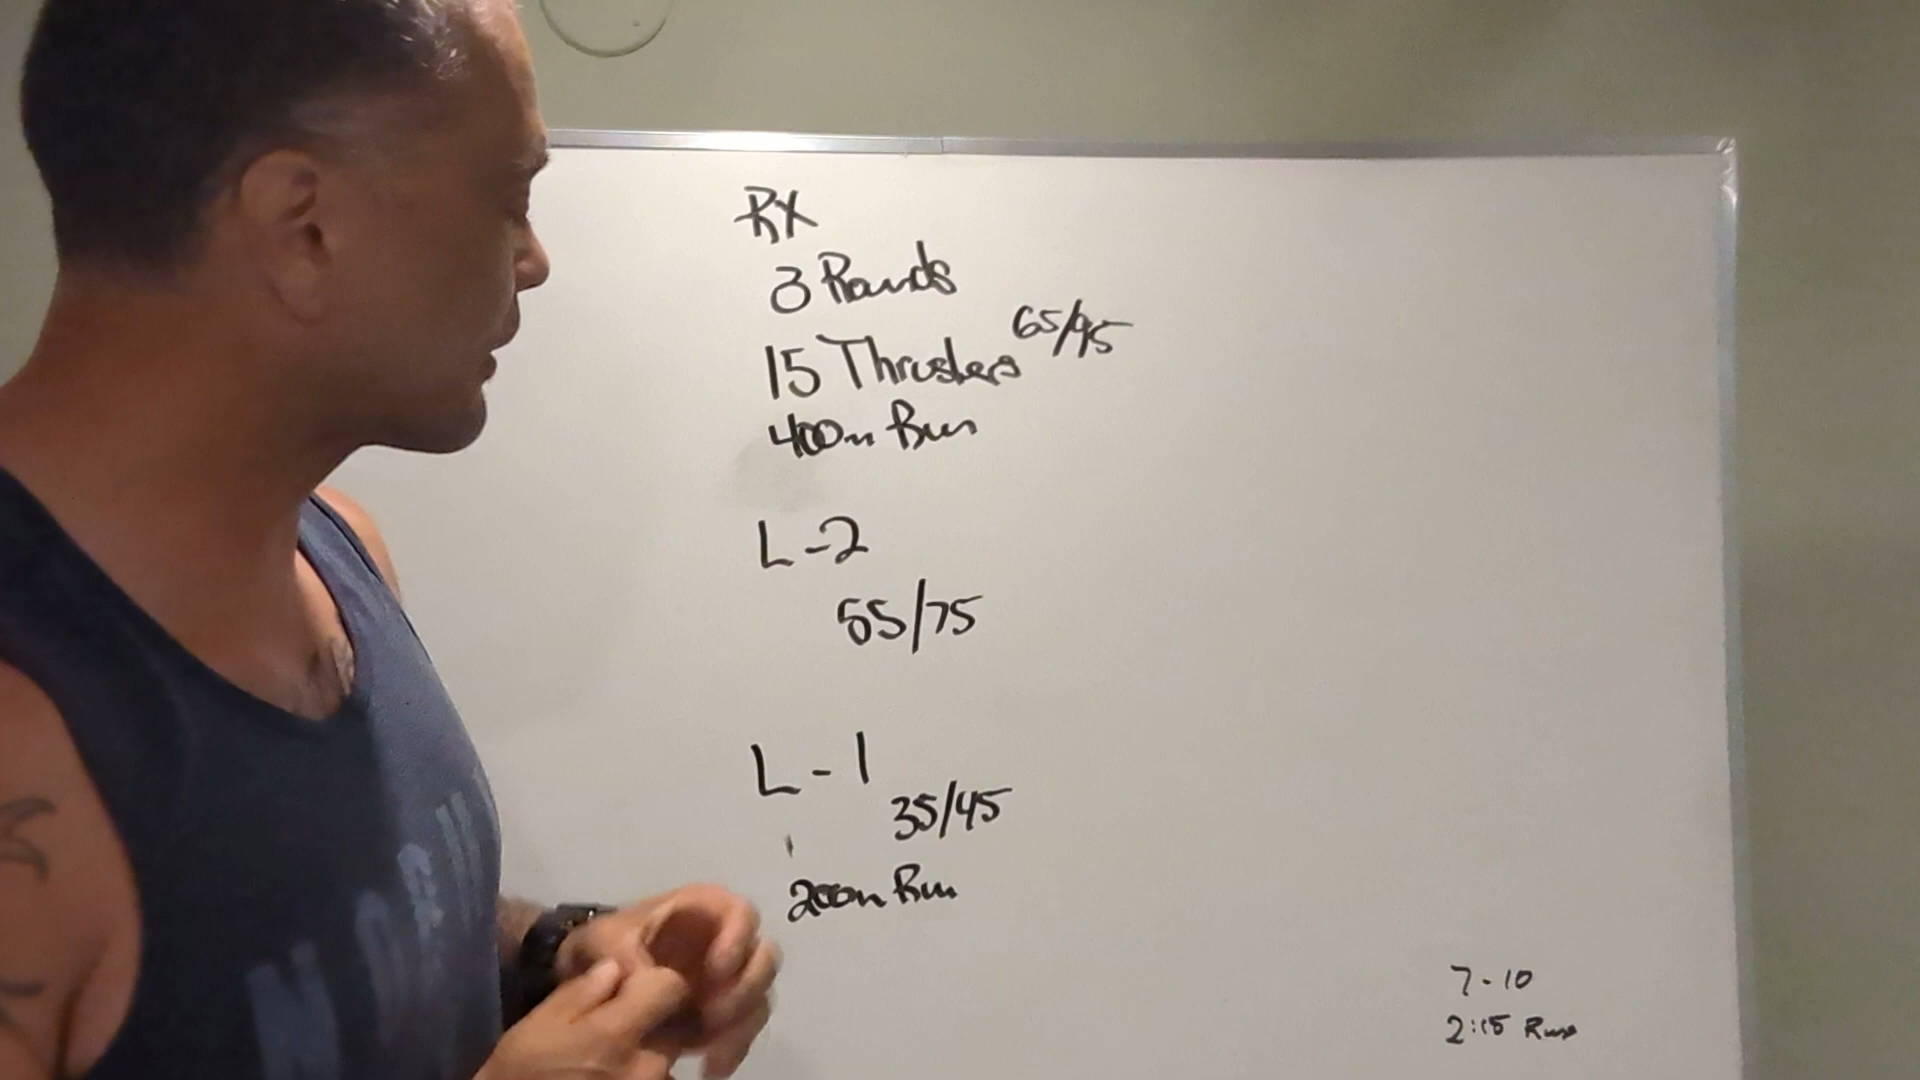 RX
3 Rounds
15 Thrusters 65/95
400m Run
L-2
55/75
L-1
35/45
200m Run
7-10
2:15 Runs